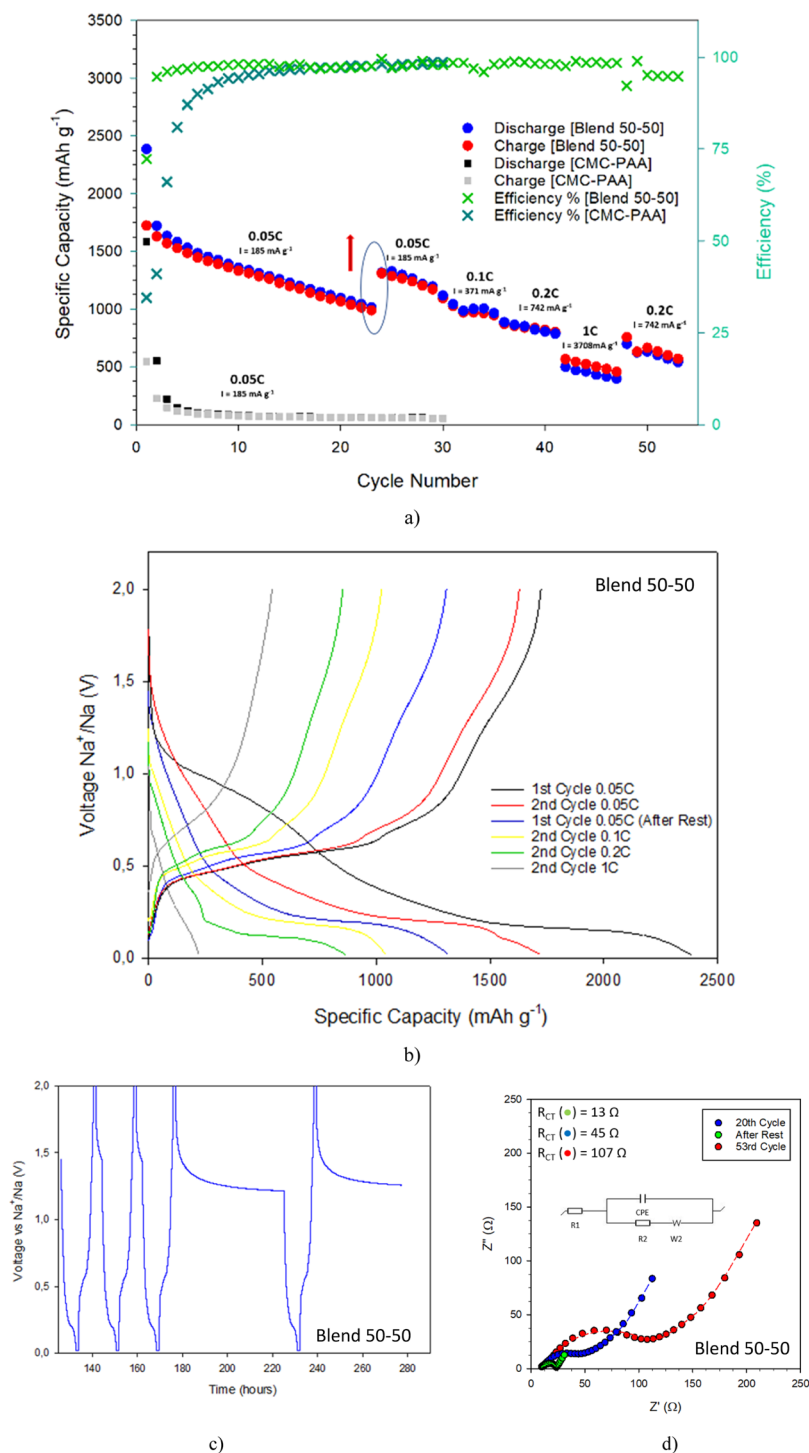 3500
3000
2500
2000
1500
1000
500
0
Specific Capacity (mAh g⁻¹)
100
75
50
25
0
Efficiency (%)
Discharge [Blend 50-50]
Charge [Blend 50-50]
Discharge [CMC-PAA]
Charge [CMC-PAA]
Efficiency % [Blend 50-50]
Efficiency % [CMC-PAA]
0.05C
I = 185 mA g⁻¹
0.05C
I = 185 mA g⁻¹
0.1C
I = 371 mA g⁻¹
0.2C
I = 742 mA g⁻¹
1C
I = 3708mA g⁻¹
0.2C
I = 742 mA g⁻¹
0.05C
I = 185 mA g⁻¹
0 10 20 30 40 50
Cycle Number
a)
Blend 50-50
2,0
1,5
1,0
0,5
0,0
Voltage Na⁺/Na (V)
1st Cycle 0.05C
2nd Cycle 0.05C
1st Cycle 0.05C (After Rest)
2nd Cycle 0.1C
2nd Cycle 0.2C
2nd Cycle 1C
0 500 1000 1500 2000 2500
Specific Capacity (mAh g⁻¹)
b)
2,0
1,5
1,0
0,5
0,0
Voltage vs Na⁺/Na (V)
Blend 50-50
140 160 180 200 220 240 260 280
Time (hours)
c)
R_CT (●) = 13 Ω
R_CT (●) = 45 Ω
R_CT (●) = 107 Ω
20th Cycle
After Rest
53rd Cycle
250
200
150
100
50
0
Z'' (Ω)
R1
CPE
R2
W2
Blend 50-50
0 50 100 150 200 250
Z' (Ω)
d)